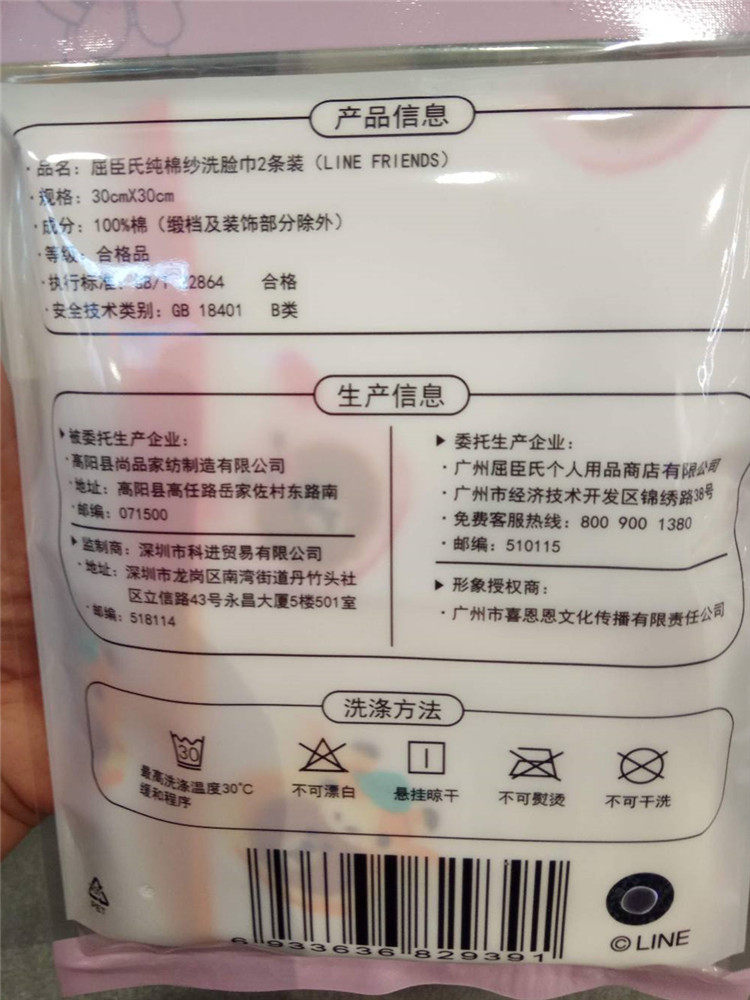 产品信息
·品名：屈臣氏纯棉纱洗脸巾2条装（LINE FRIENDS）
·规格：30cmX30cm
·成分：100%棉（缎档及装饰部分除外）
·等级：合格品
·执行标准：GB/T 22864 合格
·安全技术类别：GB 18401 B类
生产信息
被委托生产企业：
·高阳县尚品家纺制造有限公司
·地址：高阳县高任路岳家佐村东路南
·邮编：071500
监制商：深圳市科进贸易有限公司
·地址：深圳市龙岗区南湾街道丹竹头社
区立信路43号永昌大厦5楼501室
·邮编：518114
委托生产企业：
·广州屈臣氏个人用品商店有限公司
·广州市经济技术开发区锦绣路38号
·免费客服热线：800 900 1380
·邮编：510115
形象授权商：
·广州市喜恩恩文化传播有限责任公司
洗涤方法
30
最高洗涤温度30℃
缓和程序
不可漂白
悬挂晾干
不可熨烫
不可干洗
PET
6 933636 829391
©LINE